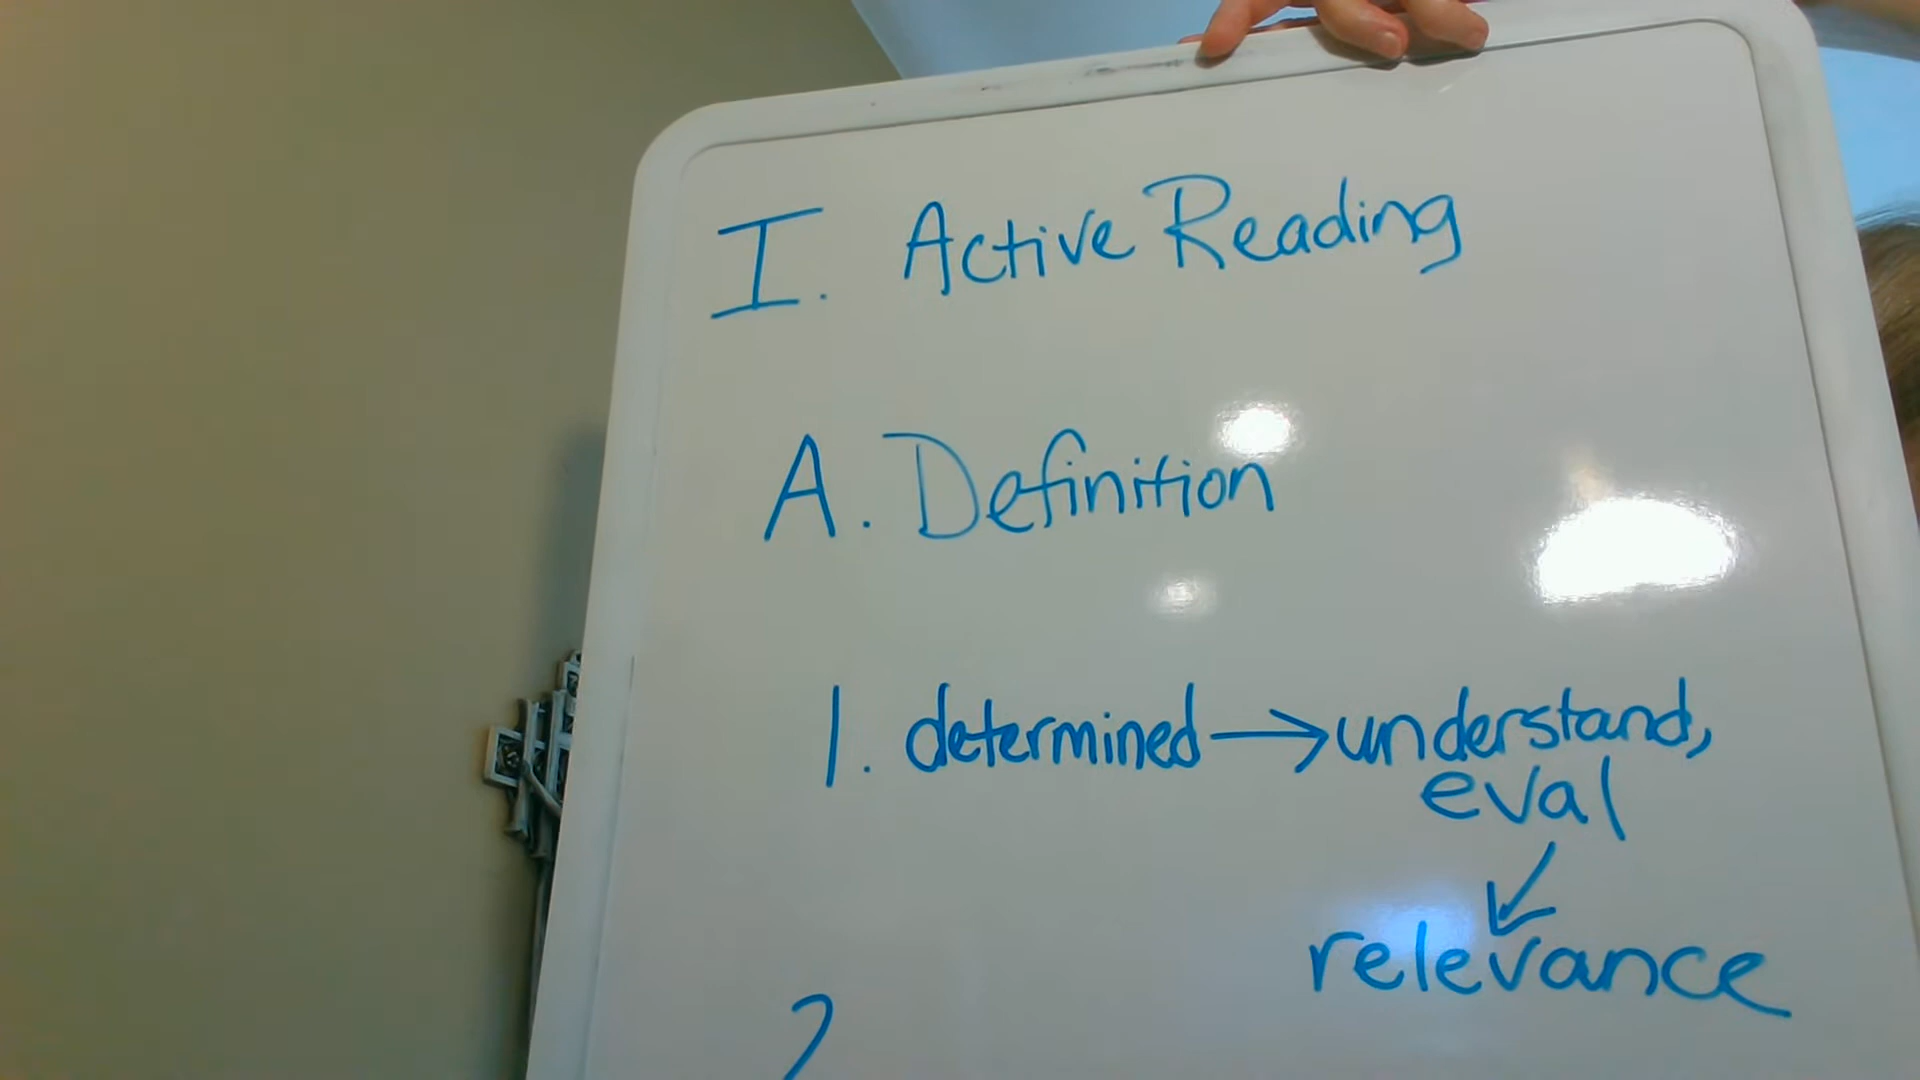 I. Active Reading
A. Definition
1. determined → understand,
eval
↓
relevance
2